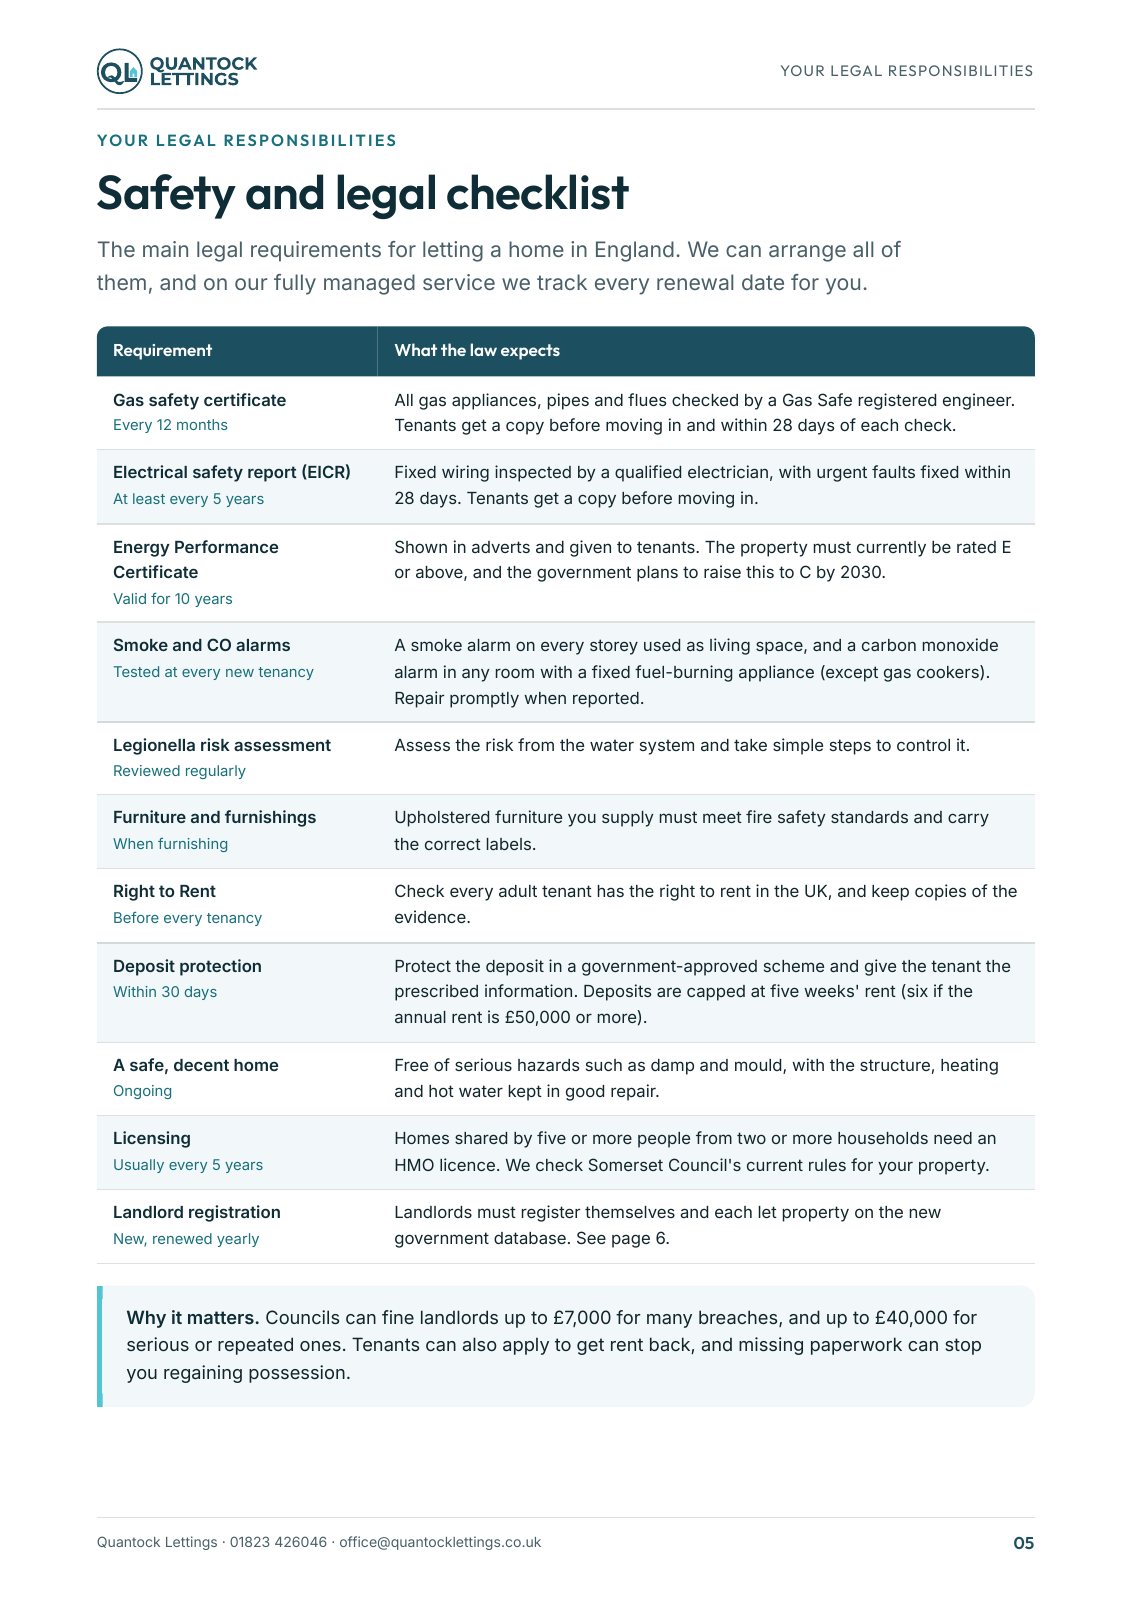 QUANTOCK
LETTINGS
YOUR LEGAL RESPONSIBILITIES
YOUR LEGAL RESPONSIBILITIES
Safety and legal checklist
The main legal requirements for letting a home in England. We can arrange all of
them, and on our fully managed service we track every renewal date for you.
Requirement
What the law expects
Gas safety certificate
Every 12 months
All gas appliances, pipes and flues checked by a Gas Safe registered engineer.
Tenants get a copy before moving in and within 28 days of each check.
Electrical safety report (EICR)
At least every 5 years
Fixed wiring inspected by a qualified electrician, with urgent faults fixed within
28 days. Tenants get a copy before moving in.
Energy Performance
Certificate
Valid for 10 years
Shown in adverts and given to tenants. The property must currently be rated E
or above, and the government plans to raise this to C by 2030.
Smoke and CO alarms
Tested at every new tenancy
A smoke alarm on every storey used as living space, and a carbon monoxide
alarm in any room with a fixed fuel-burning appliance (except gas cookers).
Repair promptly when reported.
Legionella risk assessment
Reviewed regularly
Assess the risk from the water system and take simple steps to control it.
Furniture and furnishings
When furnishing
Upholstered furniture you supply must meet fire safety standards and carry
the correct labels.
Right to Rent
Before every tenancy
Check every adult tenant has the right to rent in the UK, and keep copies of the
evidence.
Deposit protection
Within 30 days
Protect the deposit in a government-approved scheme and give the tenant the
prescribed information. Deposits are capped at five weeks' rent (six if the
annual rent is £50,000 or more).
A safe, decent home
Ongoing
Free of serious hazards such as damp and mould, with the structure, heating
and hot water kept in good repair.
Licensing
Usually every 5 years
Homes shared by five or more people from two or more households need an
HMO licence. We check Somerset Council's current rules for your property.
Landlord registration
New, renewed yearly
Landlords must register themselves and each let property on the new
government database. See page 6.
Why it matters. Councils can fine landlords up to £7,000 for many breaches, and up to £40,000 for
serious or repeated ones. Tenants can also apply to get rent back, and missing paperwork can stop
you regaining possession.
Quantock Lettings · 01823 426046 · office@quantocklettings.co.uk
05